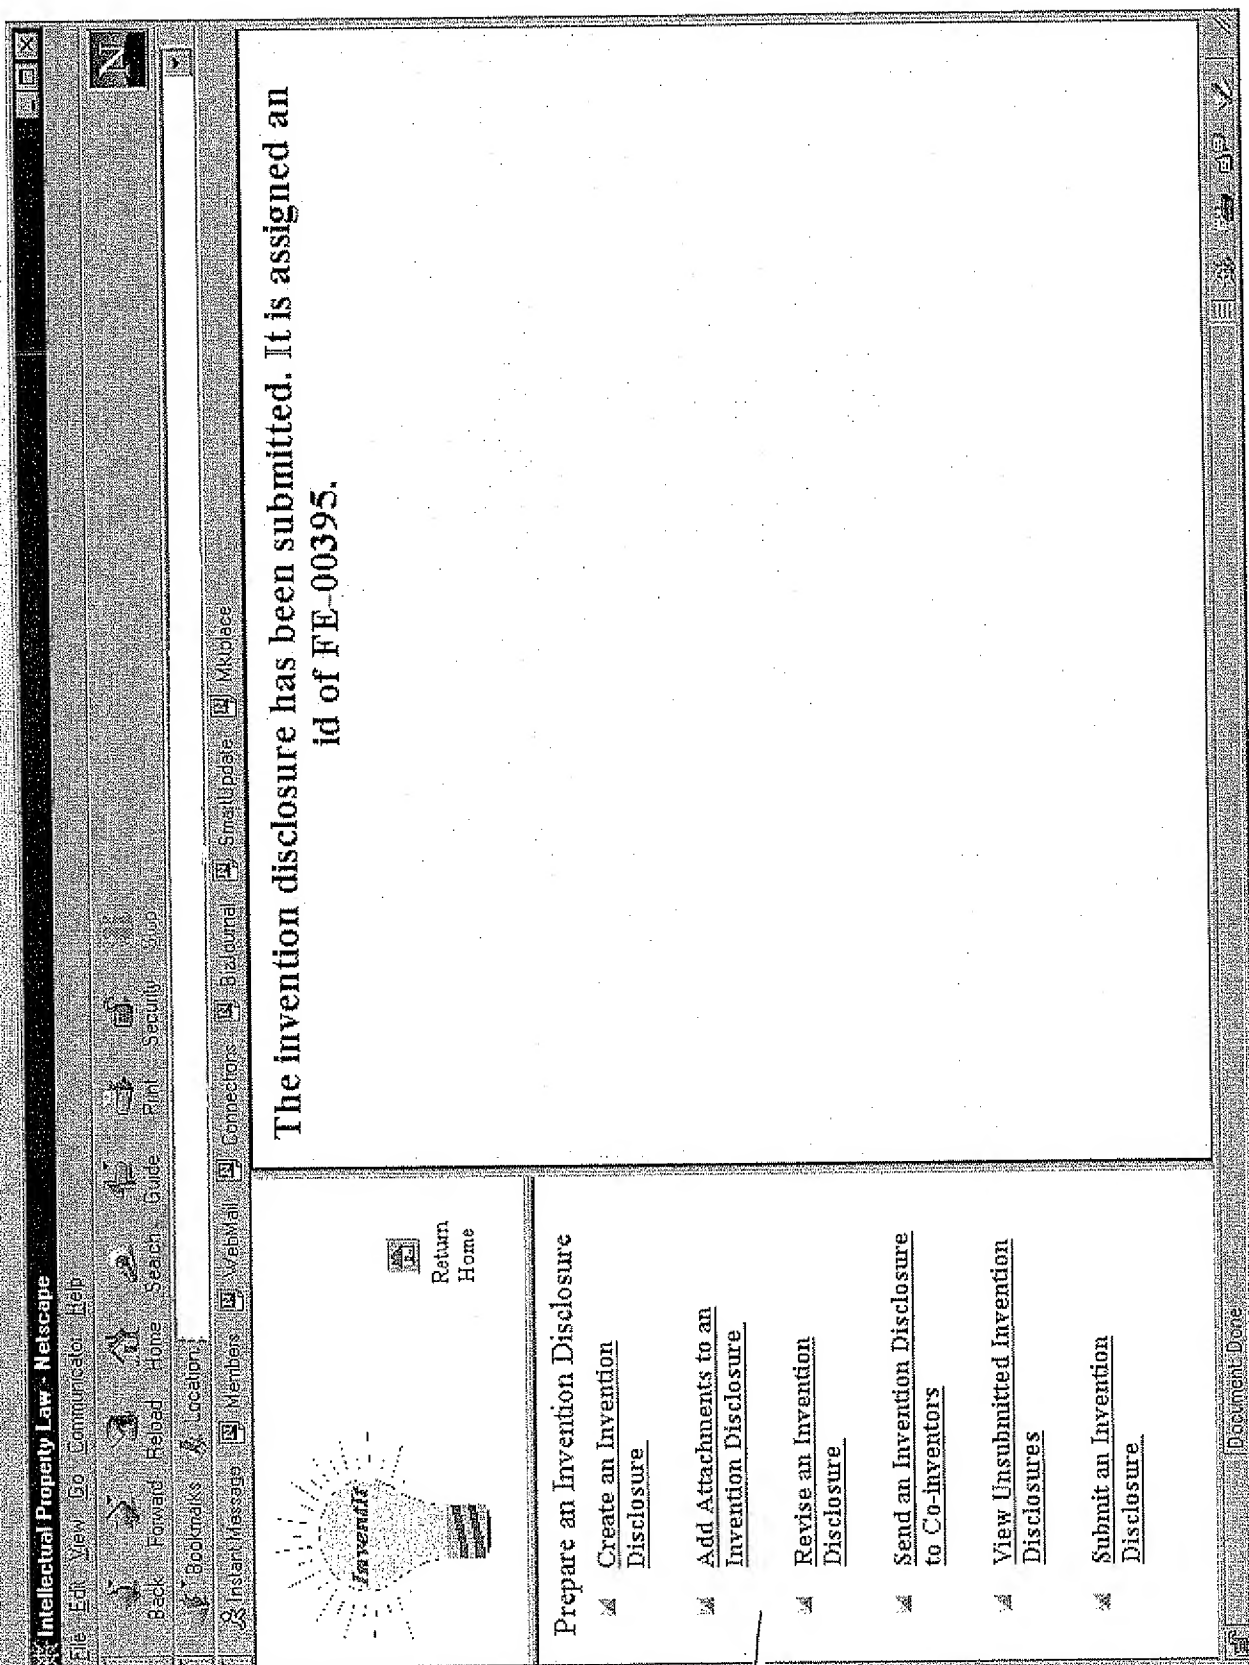 Intellectual Property Law - Netscape
File Edit View Go Communicator Help
Back Forward Reload Home Search Guide Print Security Stop
Bookmarks Location:
Instant Message Members WebMail Connections BizJournal SmartUpdate Mktplace
Inventit
Return
Home
Prepare an Invention Disclosure
Create an Invention
Disclosure
Add Attachments to an
Invention Disclosure
Revise an Invention
Disclosure
Send an Invention Disclosure
to Co-inventors
View Unsubmitted Invention
Disclosures
Submit an Invention
Disclosure
The invention disclosure has been submitted. It is assigned an
id of FE-00395.
Document: Done